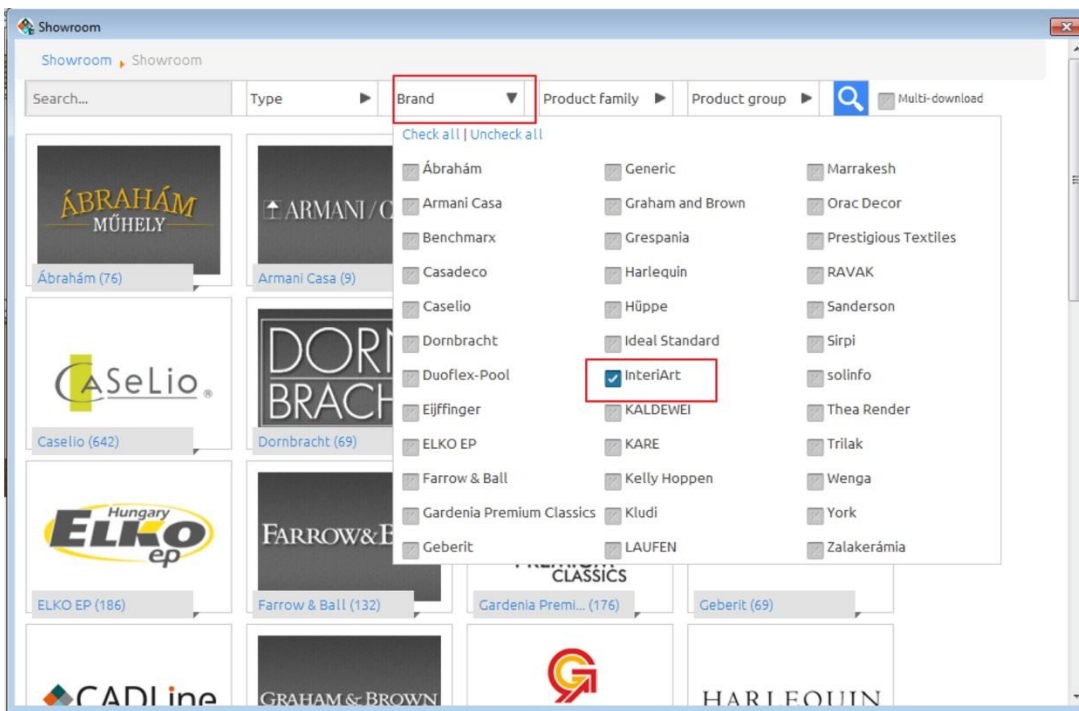 Showroom
Showroom Showroom
Search... Type Brand Product family Product group Multi-download
Check all | Uncheck all
Ábrahám Generic Marrakesh
Armani Casa Graham and Brown Orac Decor
Benchmarx Grespania Prestigious Textiles
Casadeco Harlequin RAVAK
Caselio Hüppe Sanderson
Dornbracht Ideal Standard Sirpi
Duoflex-Pool InteriArt solinfo
Eijffinger KALDEWEI Thea Render
ELKO EP KARE Trilak
Farrow & Ball Kelly Hoppen Wenga
Gardenia Premium Classics Kludi York
Geberit LAUFEN Zalakerámia
ÁBRAHÁM
MŰHELY
ARMANI/C
Ábrahám (76) Armani Casa (9)
CASeLio®
DORN
BRACH
Caselio (642) Dornbracht (69)
Hungary
ELKO
ep
FARROW&B
PREMIUM
CLASSICS
ELKO EP (186) Farrow & Ball (132) Gardenia Premi... (176) Geberit (69)
CADLine GRAHAM & BROWN HARLEQUIN